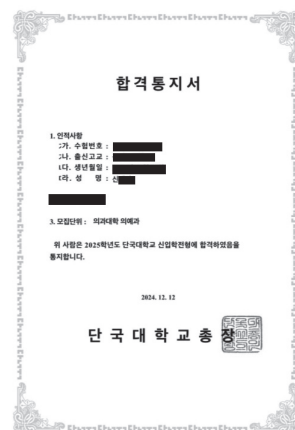 합격통지서
1. 인적사항
가. 수험번호 :
나. 출신고교 :
다. 생년월일 :
라. 성 명 : 신
3. 모집단위 : 의과대학 의예과
위 사람은 2025학년도 단국대학교 신입학전형에 합격하였음을
통지합니다.
2024. 12. 12
단국대학교총장